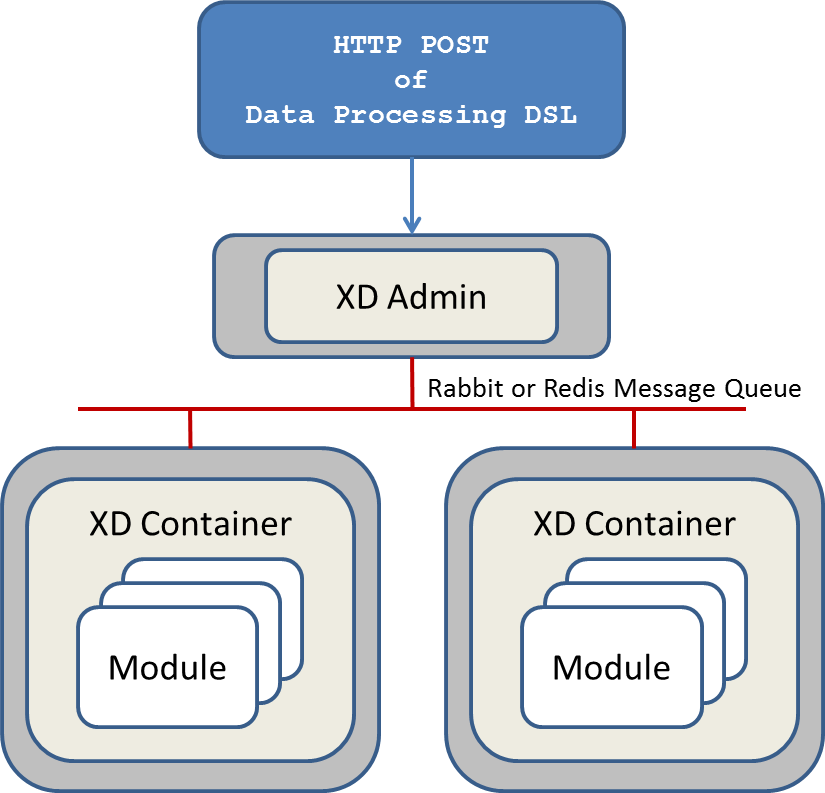 HTTP POST
of
Data Processing DSL
XD Admin
Rabbit or Redis Message Queue
XD Container
Module
XD Container
Module